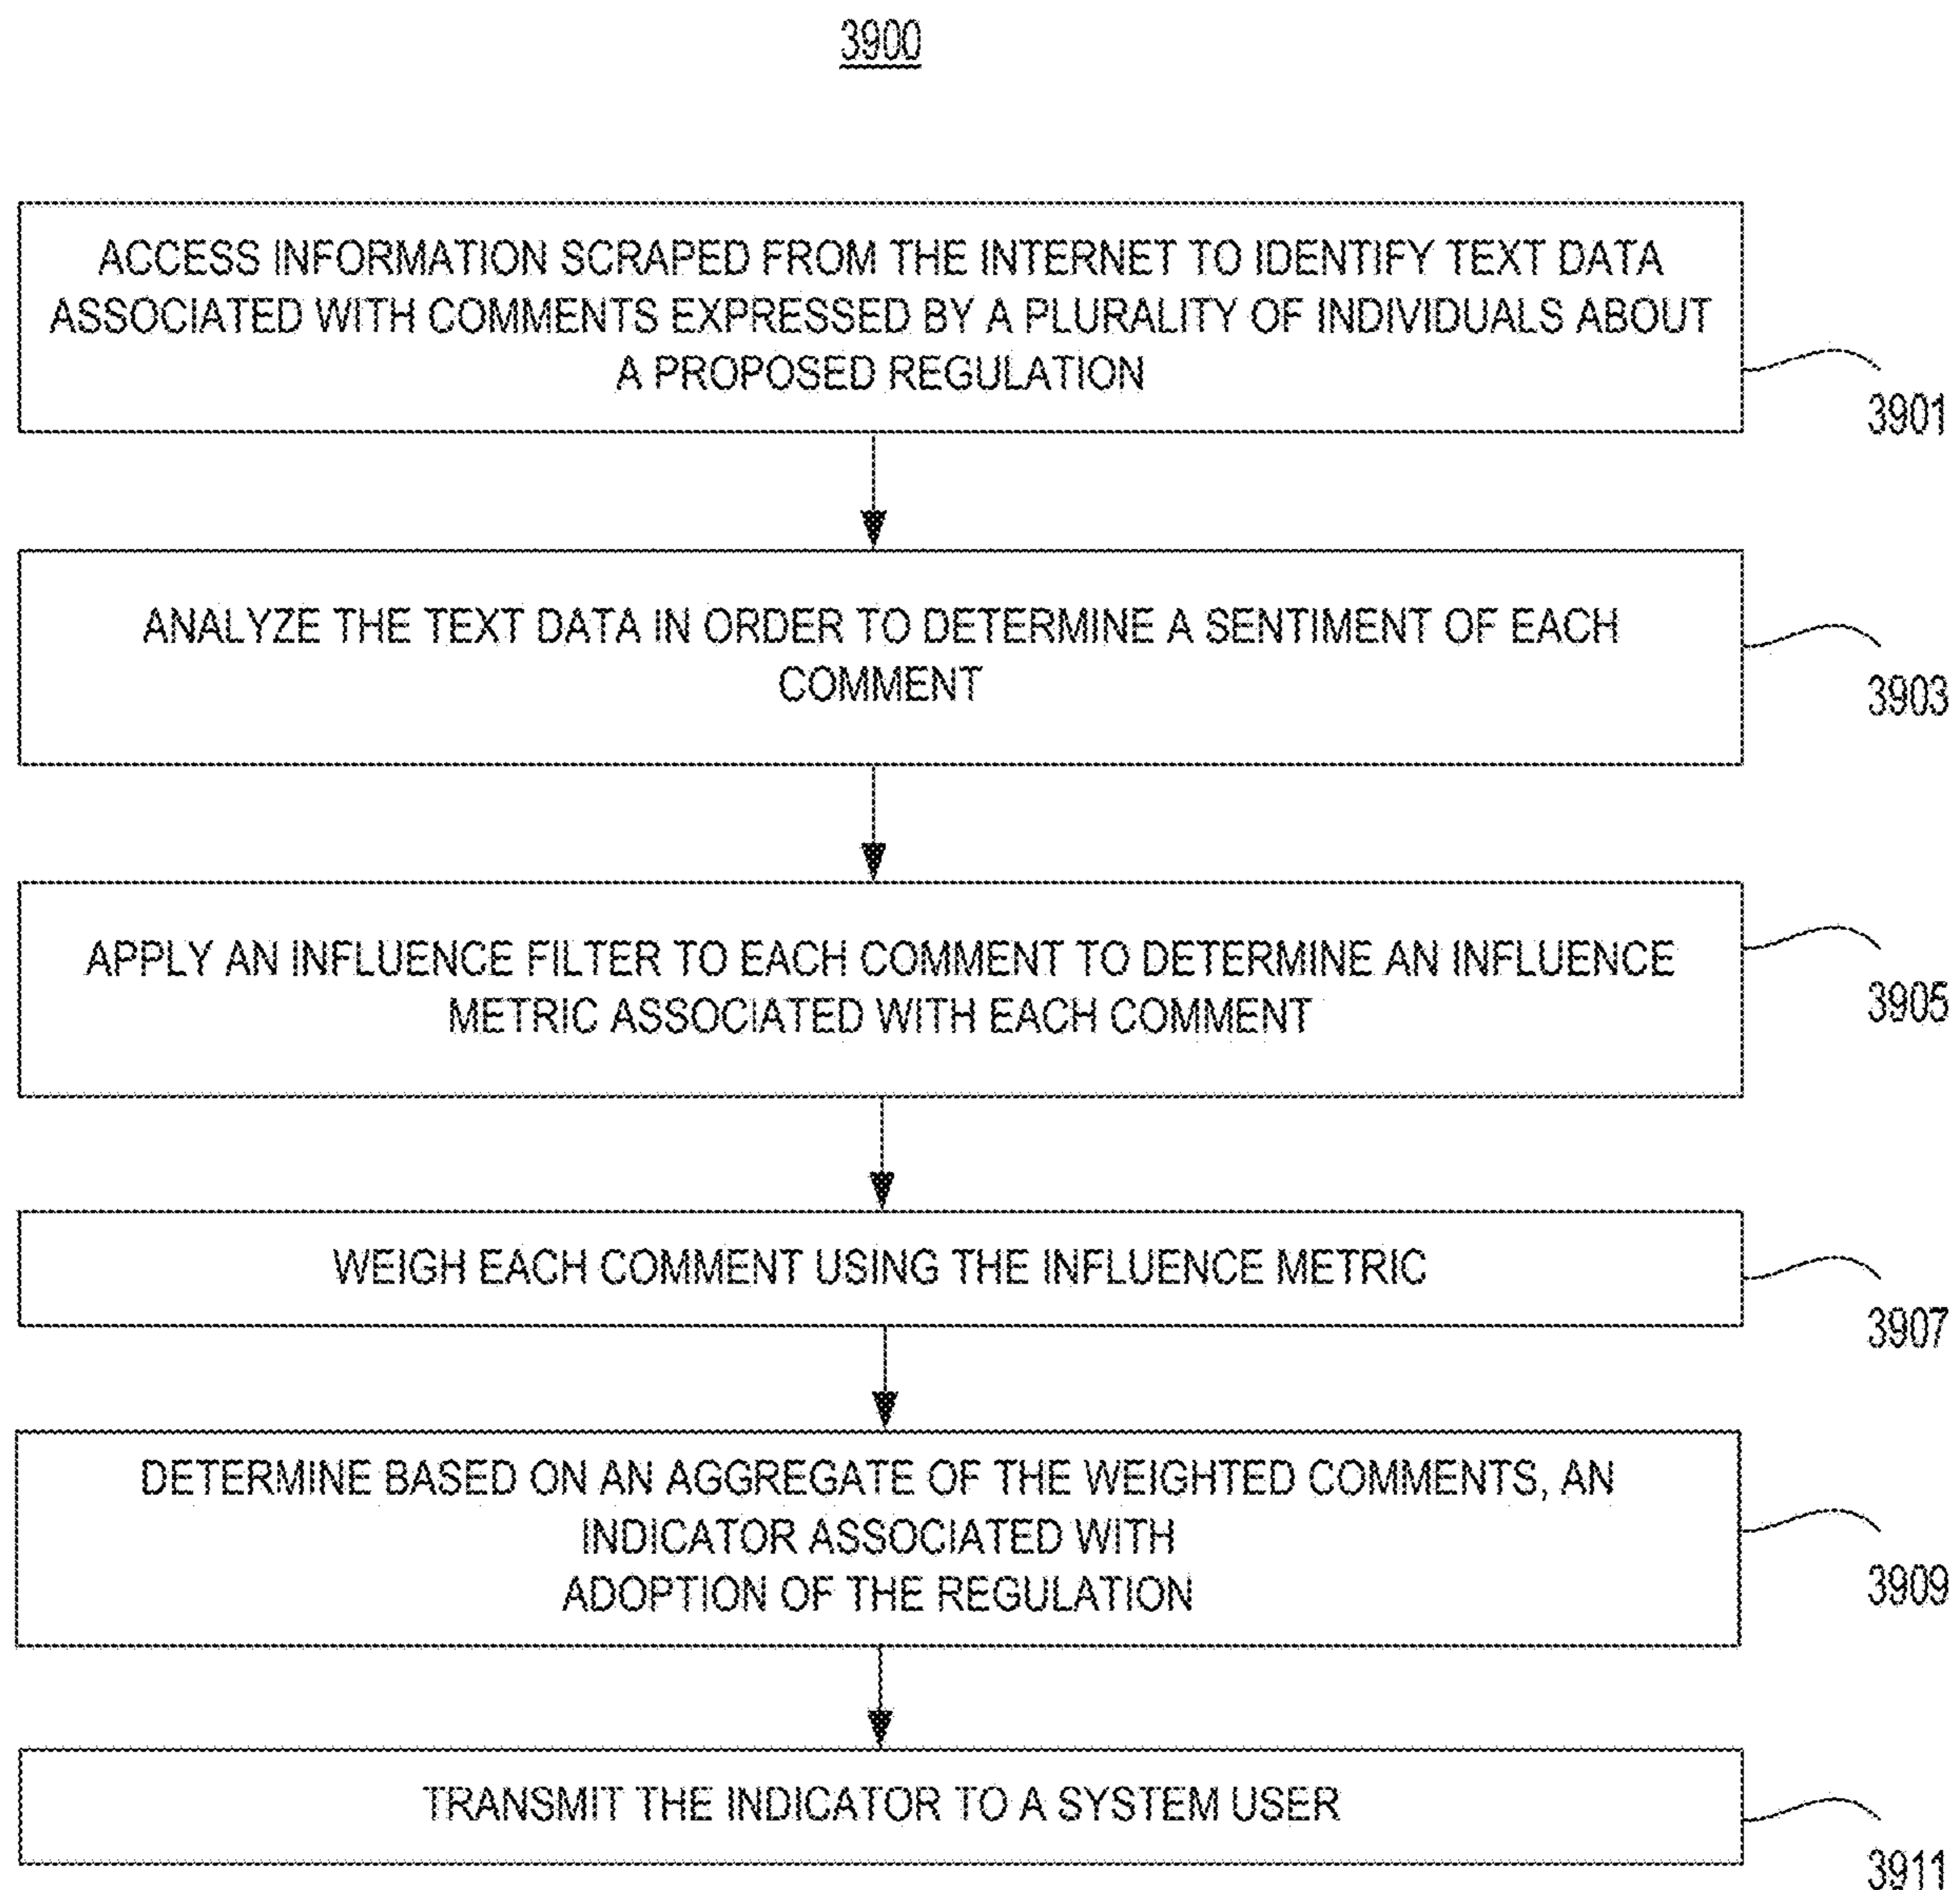 3900
ACCESS INFORMATION SCRAPED FROM THE INTERNET TO IDENTIFY TEXT DATA
ASSOCIATED WITH COMMENTS EXPRESSED BY A PLURALITY OF INDIVIDUALS ABOUT
A PROPOSED REGULATION
3901
ANALYZE THE TEXT DATA IN ORDER TO DETERMINE A SENTIMENT OF EACH
COMMENT
3903
APPLY AN INFLUENCE FILTER TO EACH COMMENT TO DETERMINE AN INFLUENCE
METRIC ASSOCIATED WITH EACH COMMENT
3905
WEIGH EACH COMMENT USING THE INFLUENCE METRIC
3907
DETERMINE BASED ON AN AGGREGATE OF THE WEIGHTED COMMENTS, AN
INDICATOR ASSOCIATED WITH
ADOPTION OF THE REGULATION
3909
TRANSMIT THE INDICATOR TO A SYSTEM USER
3911